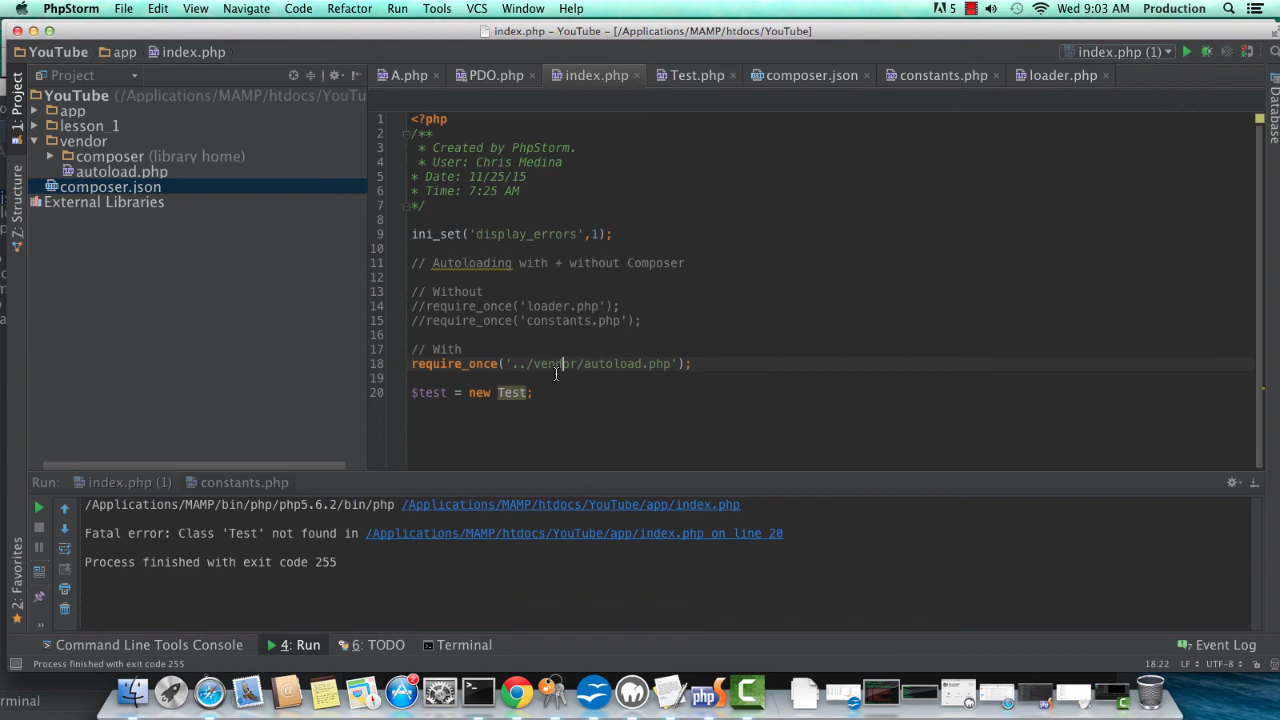 PhpStorm File Edit View Navigate Code Refactor Run Tools VCS Window Help 5 Wed 9:03 AM Production
index.php – YouTube – [/Applications/MAMP/htdocs/YouTube]
YouTube app index.php index.php (1)
1: Project
Project
A.php PDO.php index.php Test.php composer.json constants.php loader.php
YouTube (/Applications/MAMP/htdocs/YouTu
app
lesson_1
vendor
composer (library home)
autoload.php
composer.json
External Libraries
Z: Structure
2: Favorites
Database
1 <?php
2 /**
3 * Created by PhpStorm.
4 * User: Chris Medina
5 * Date: 11/25/15
6 * Time: 7:25 AM
7 */
8
9 ini_set('display_errors',1);
10
11 // Autoloading with + without Composer
12
13 // Without
14 //require_once('loader.php');
15 //require_once('constants.php');
16
17 // With
18 require_once('../vendor/autoload.php');
19
20 $test = new Test;
Run: index.php (1) constants.php
/Applications/MAMP/bin/php/php5.6.2/bin/php /Applications/MAMP/htdocs/YouTube/app/index.php
Fatal error: Class 'Test' not found in /Applications/MAMP/htdocs/YouTube/app/index.php on line 20
Process finished with exit code 255
Command Line Tools Console 4: Run 6: TODO Terminal Event Log
Process finished with exit code 255 18:22 LF UTF-8
php
rminal